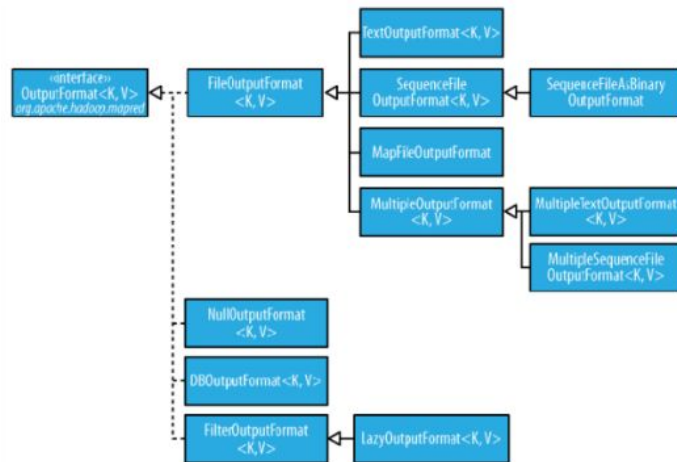 «interface»
OutputFormat<K, V>
org.apache.hadoop.mapred
FileOutputFormat
<K, V>
TextOutputFormat<K, V>
SequenceFile
OutputFormat<K, V>
SequenceFileAsBinary
OutputFormat
MapFileOutputFormat
MultipleOutputFormat
<K, V>
MultipleTextOutputFormat
<K, V>
MultipleSequenceFile
OutputFormat<K, V>
NullOutputFormat
<K, V>
DBOutputFormat<K, V>
FilterOutputFormat
<K,V>
LazyOutputFormat<K, V>